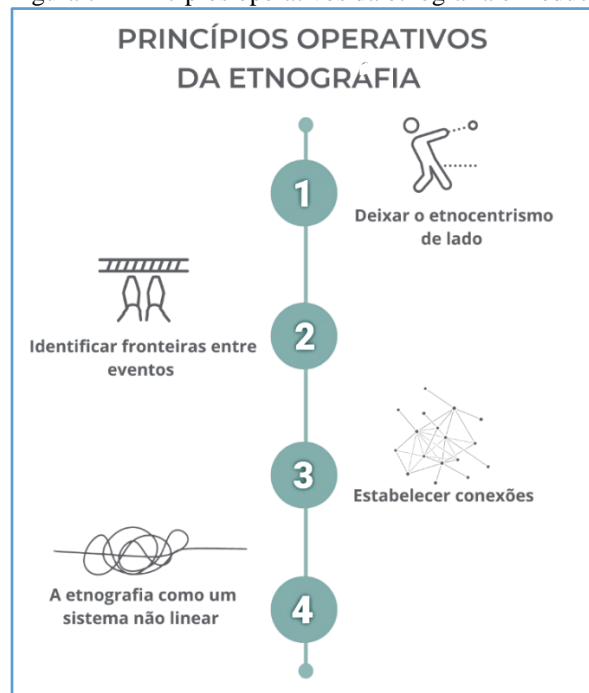 PRINCÍPIOS OPERATIVOS
DA ETNOGRAFIA
1
Deixar o etnocentrismo
de lado
2
Identificar fronteiras entre
eventos
3
Estabelecer conexões
A etnografia como um
sistema não linear
4